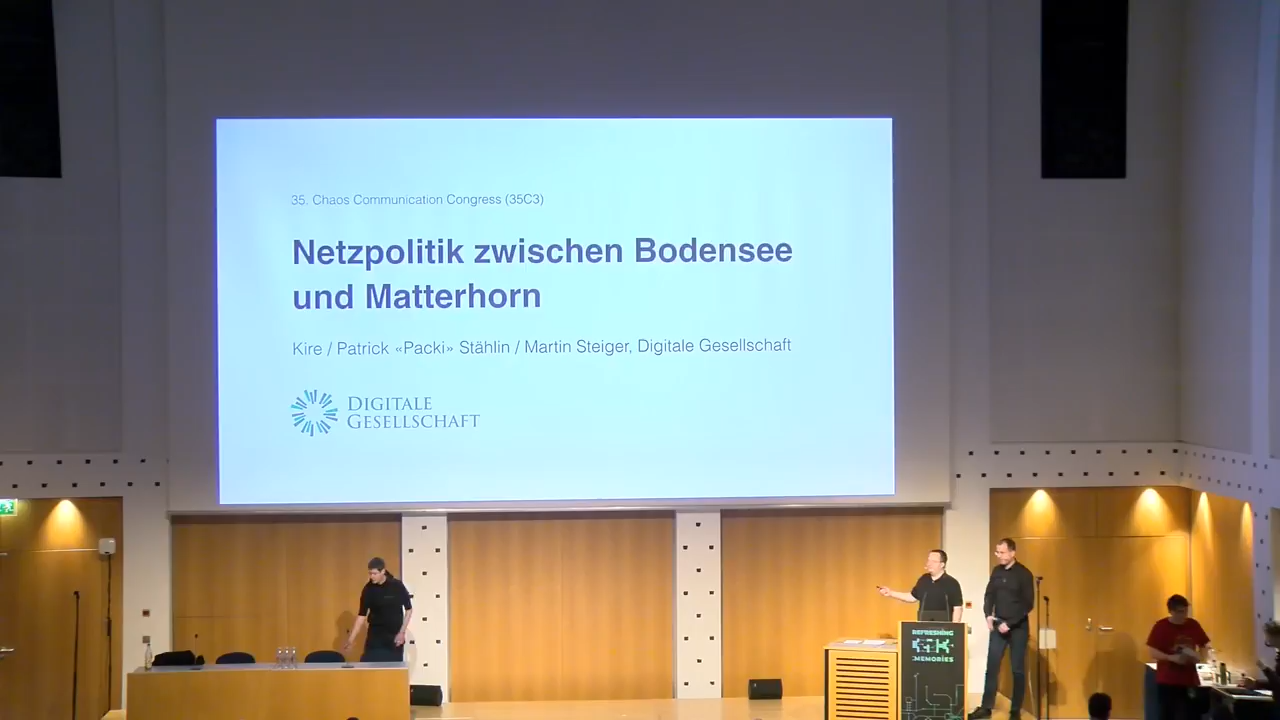 35. Chaos Communication Congress (35C3)
Netzpolitik zwischen Bodensee
und Matterhorn
Kire / Patrick «Packi» Stählin / Martin Steiger, Digitale Gesellschaft
DIGITALE
GESELLSCHAFT
REFRESHING
MEMORIES